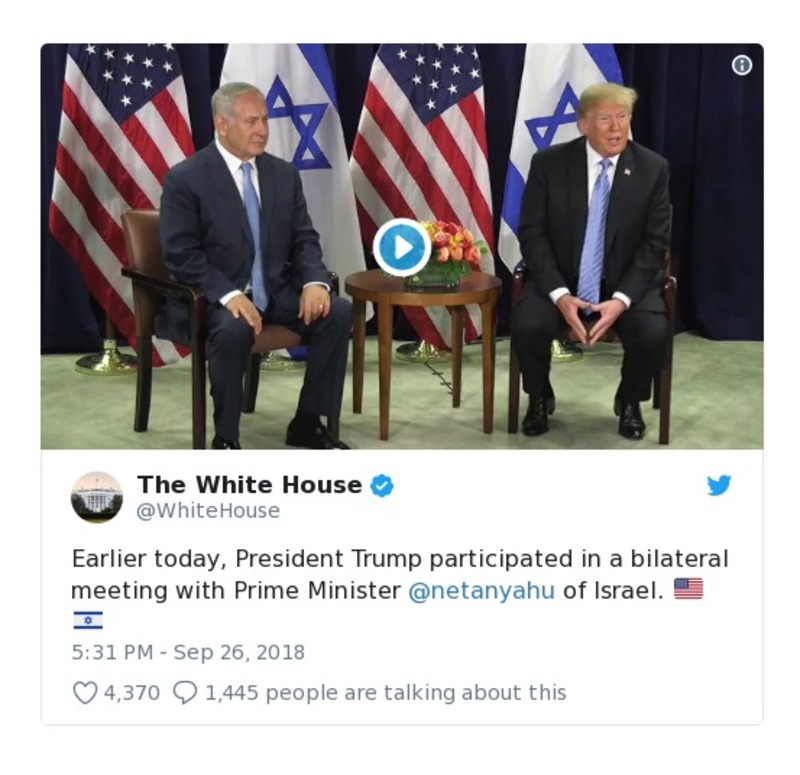 The White House
@WhiteHouse
Earlier today, President Trump participated in a bilateral
meeting with Prime Minister @netanyahu of Israel. 🇺🇸
🇮🇱
5:31 PM - Sep 26, 2018
4,370 1,445 people are talking about this